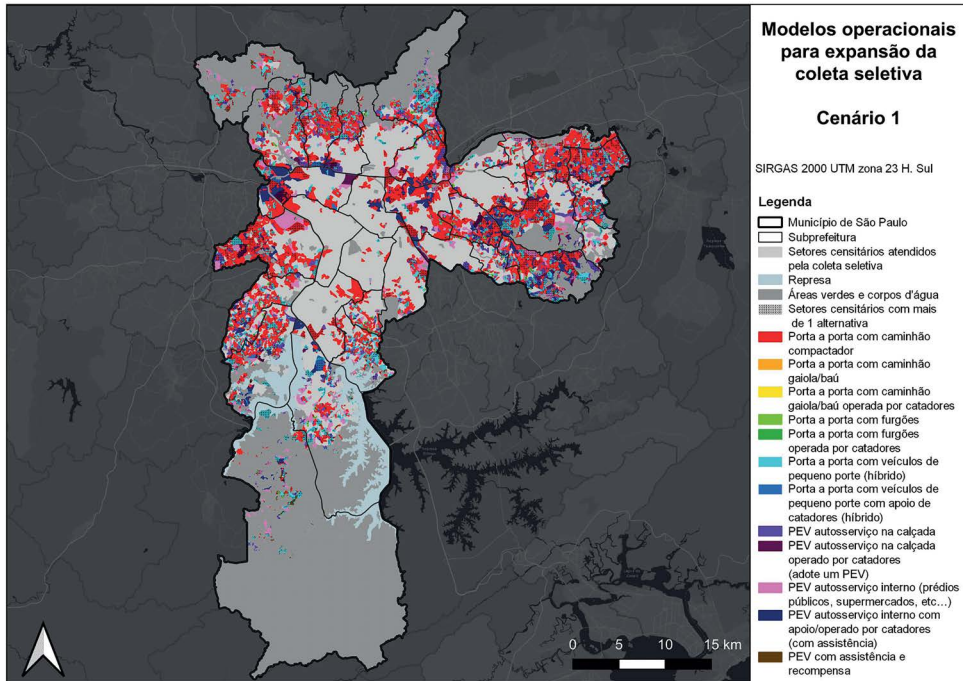 Modelos operacionais
para expansão da
coleta seletiva
Cenário 1
SIRGAS 2000 UTM zona 23 H. Sul
Legenda
Município de São Paulo
Subprefeitura
Setores censitários atendidos
pela coleta seletiva
Represa
Áreas verdes e corpos d'água
Setores censitários com mais
de 1 alternativa
Porta a porta com caminhão
compactador
Porta a porta com caminhão
gaiola/baú
Porta a porta com caminhão
gaiola/baú operada por catadores
Porta a porta com furgões
Porta a porta com furgões
operada por catadores
Porta a porta com veículos de
pequeno porte (híbrido)
Porta a porta com veículos de
pequeno porte com apoio de
catadores (híbrido)
PEV autosserviço na calçada
PEV autosserviço na calçada
operado por catadores
(adote um PEV)
PEV autosserviço interno (prédios
públicos, supermercados, etc...)
PEV autosserviço interno com
apoio/operado por catadores
(com assistência)
PEV com assistência e
recompensa
0 5 10 15 km